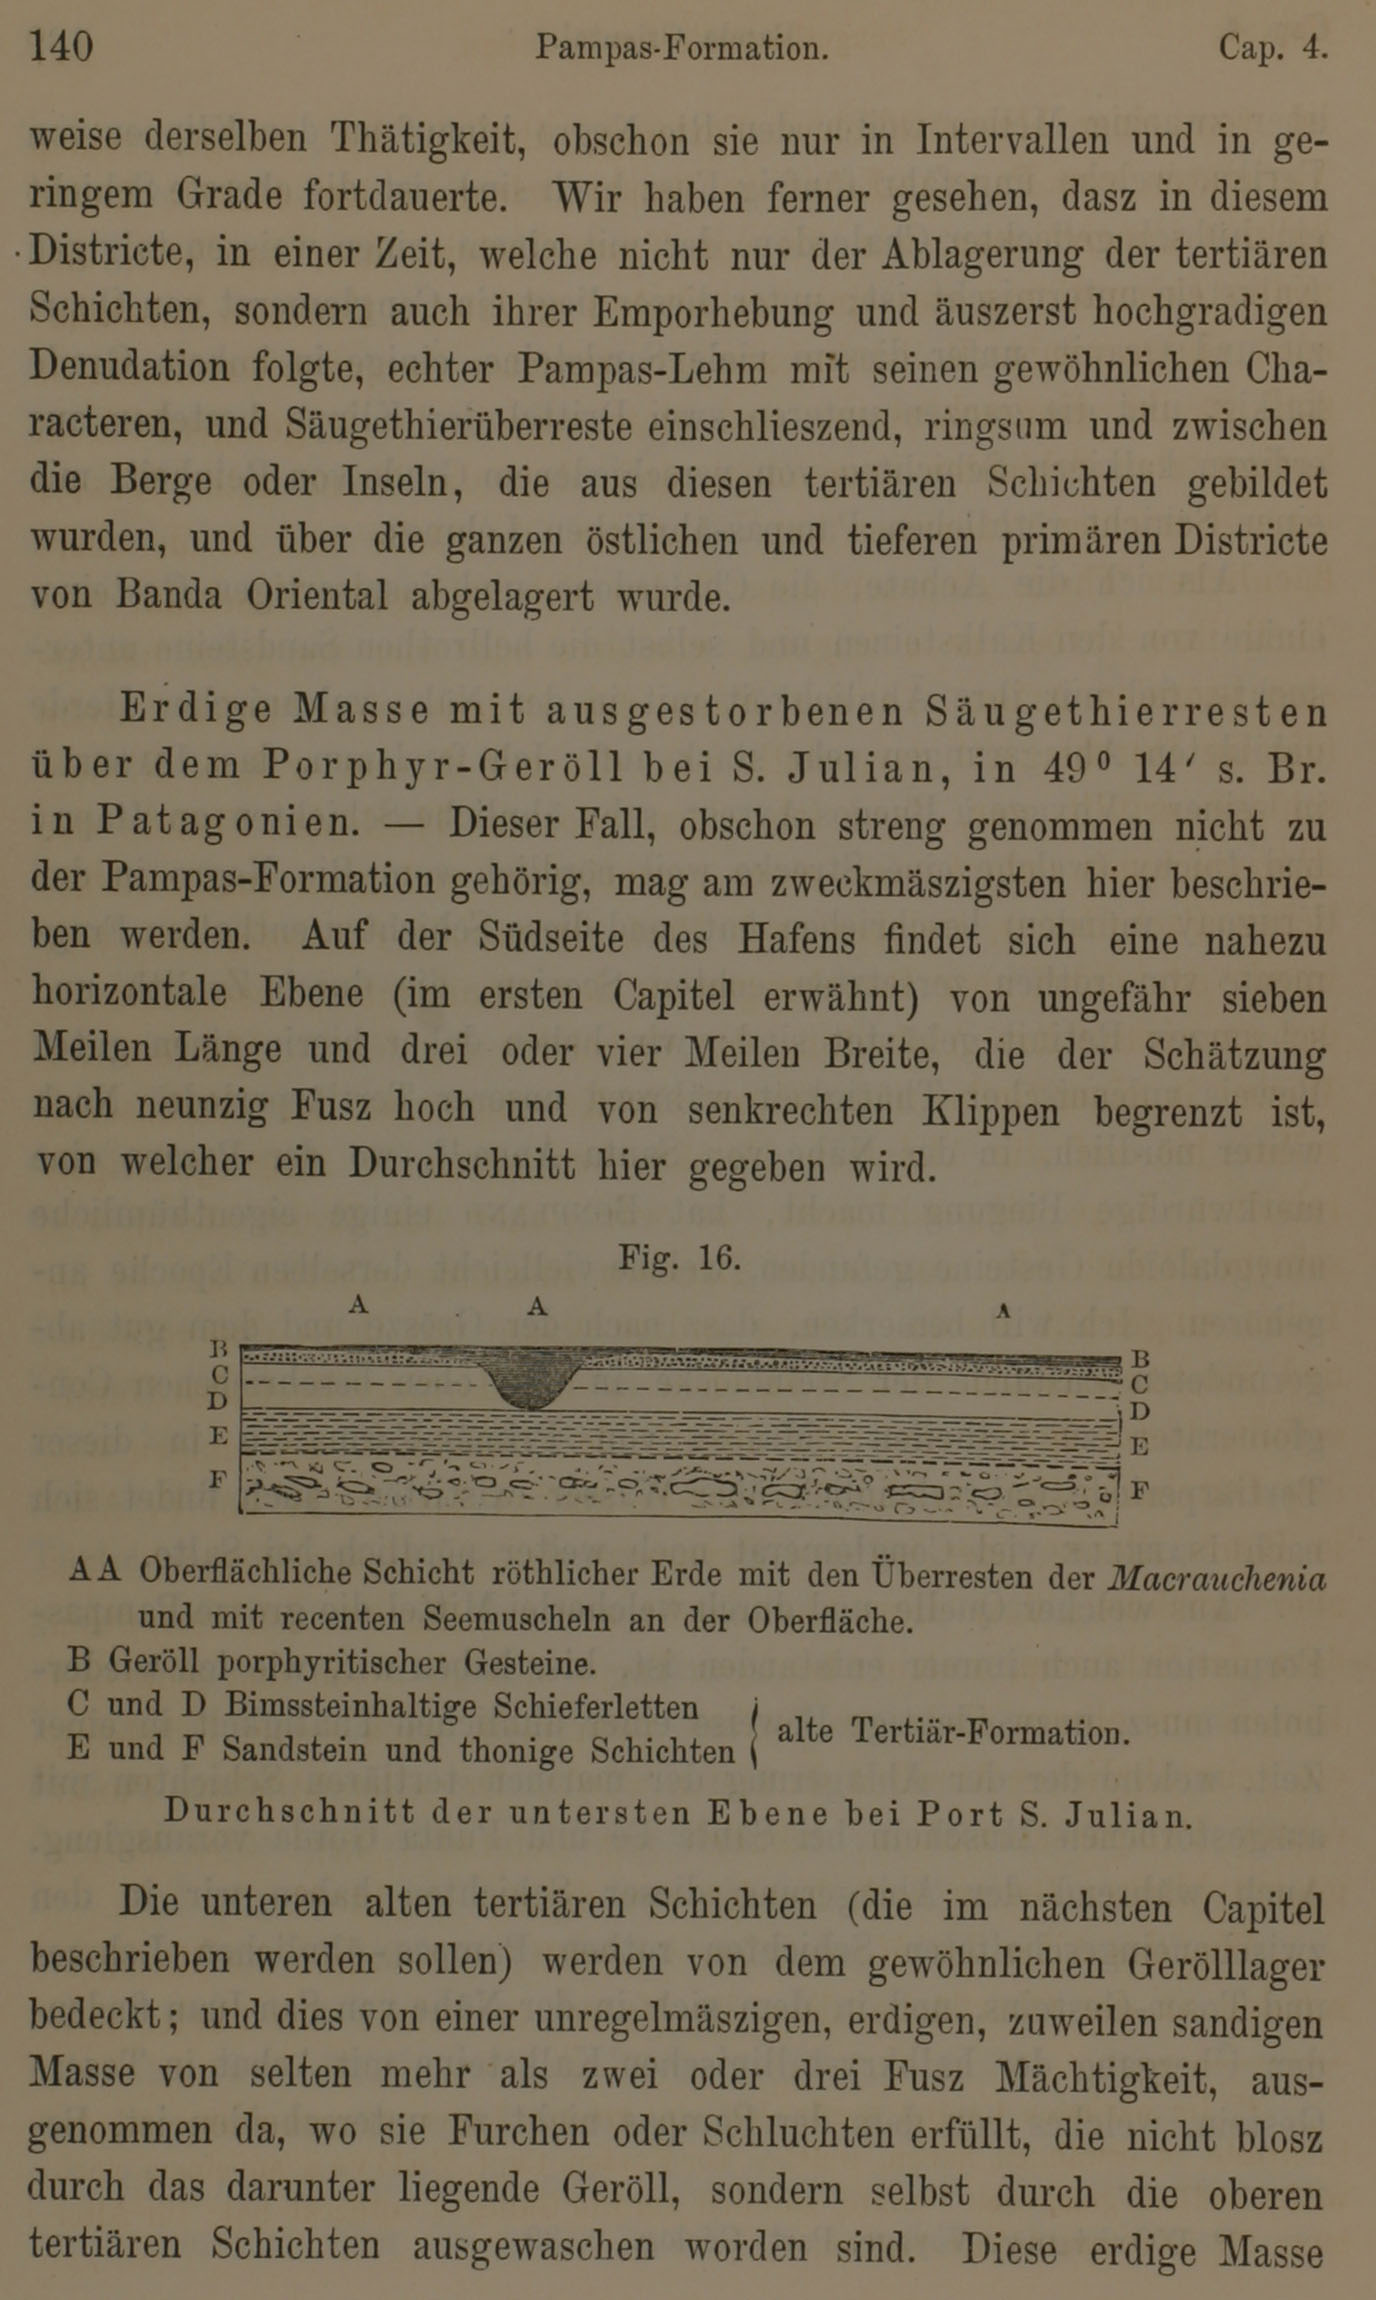 140 Pampas-Formation. Cap. 4.
weise derselben Thätigkeit, obschon sie nur in Intervallen und in ge-
ringem Grade fortdauerte. Wir haben ferner gesehen, dasz in diesem
Districte, in einer Zeit, welche nicht nur der Ablagerung der tertiären
Schichten, sondern auch ihrer Emporhebung und äuszerst hochgradigen
Denudation folgte, echter Pampas-Lehm mit seinen gewöhnlichen Cha-
racteren, und Säugethierüberreste einschlieszend, ringsum und zwischen
die Berge oder Inseln, die aus diesen tertiären Schichten gebildet
wurden, und über die ganzen östlichen und tieferen primären Districte
von Banda Oriental abgelagert wurde.
Erdige Masse mit ausgestorbenen Säugethierresten
über dem Porphyr-Geröll bei S. Julian, in 49⁰ 14′ s. Br.
in Patagonien. — Dieser Fall, obschon streng genommen nicht zu
der Pampas-Formation gehörig, mag am zweckmäszigsten hier beschrie-
ben werden. Auf der Südseite des Hafens findet sich eine nahezu
horizontale Ebene (im ersten Capitel erwähnt) von ungefähr sieben
Meilen Länge und drei oder vier Meilen Breite, die der Schätzung
nach neunzig Fusz hoch und von senkrechten Klippen begrenzt ist,
von welcher ein Durchschnitt hier gegeben wird.
Fig. 16.
A A A
B B
C C
D D
E E
F F
A A Oberflächliche Schicht röthlicher Erde mit den Überresten der Macrauchenia
und mit recenten Seemuscheln an der Oberfläche.
B Geröll porphyritischer Gesteine.
C und D Bimssteinhaltige Schieferletten
E und F Sandstein und thonige Schichten } alte Tertiär-Formation.
Durchschnitt der untersten Ebene bei Port S. Julian.
Die unteren alten tertiären Schichten (die im nächsten Capitel
beschrieben werden sollen) werden von dem gewöhnlichen Gerölllager
bedeckt; und dies von einer unregelmäszigen, erdigen, zuweilen sandigen
Masse von selten mehr als zwei oder drei Fusz Mächtigkeit, aus-
genommen da, wo sie Furchen oder Schluchten erfüllt, die nicht blosz
durch das darunter liegende Geröll, sondern selbst durch die oberen
tertiären Schichten ausgewaschen worden sind. Diese erdige Masse